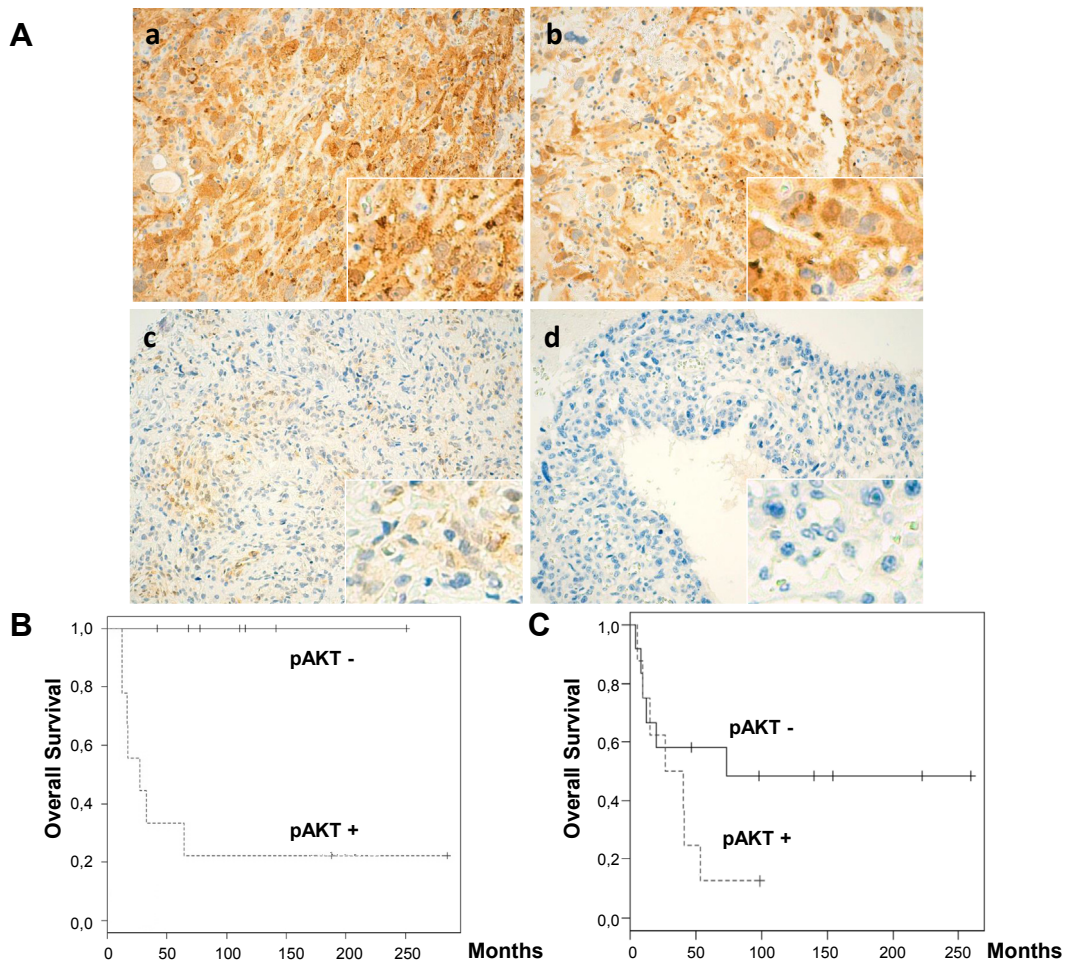 A
a
b
c
d
B
C
1,0
0,8
0,6
0,4
0,2
0,0
Overall Survival
pAKT -
pAKT +
0
50
100
150
200
250
Months
1,0
0,8
0,6
0,4
0,2
0,0
Overall Survival
pAKT -
pAKT +
0
50
100
150
200
250
Months